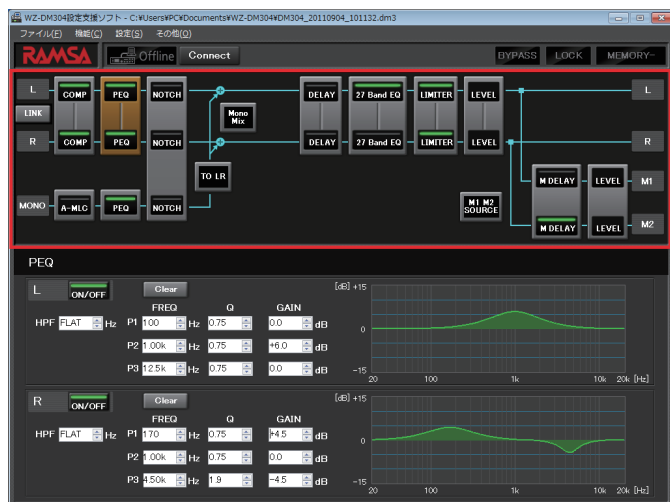 WZ-DM304設定支援ソフト - C:¥Users¥PC¥Documents¥WZ-DM304¥DM304_20110904_101132.dm3
ファイル(F) 機能(C) 設定(S) その他(O)
RAMSA Offline Connect BYPASS LOCK MEMORY-
L COMP PEQ NOTCH DELAY 27 Band EQ LIMITER LEVEL L
LINK
Mono Mix
R COMP PEQ NOTCH DELAY 27 Band EQ LIMITER LEVEL R
TO LR
M DELAY LEVEL M1
MONO A-MLC PEQ NOTCH
M1 M2 SOURCE
M DELAY LEVEL M2
PEQ
L ON/OFF Clear
FREQ Q GAIN
HPF FLAT Hz P1 100 Hz 0.75 0.0 dB
P2 1.00k Hz 0.75 +6.0 dB
P3 12.5k Hz 0.75 0.0 dB
[dB] +15
0
-15
20 100 1k 10k 20k [Hz]
R ON/OFF Clear
FREQ Q GAIN
HPF FLAT Hz P1 170 Hz 0.75 +4.5 dB
P2 1.00k Hz 0.75 0.0 dB
P3 4.50k Hz 1.9 -4.5 dB
[dB] +15
0
-15
20 100 1k 10k 20k [Hz]